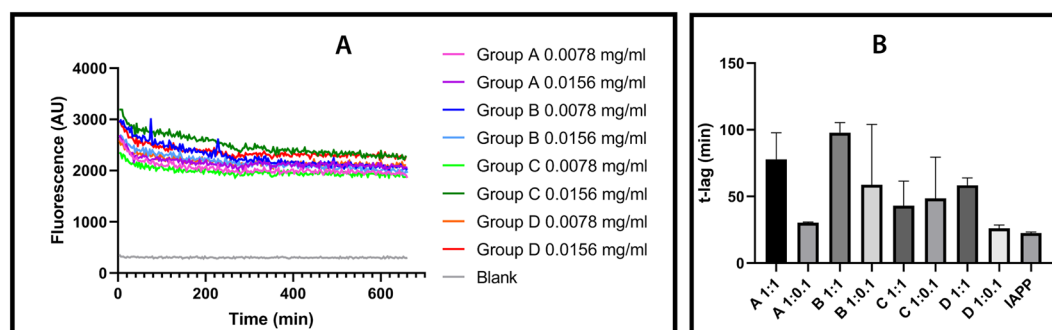 A
4000
3000
2000
1000
0
Fluorescence (AU)
0 200 400 600
Time (min)
Group A 0.0078 mg/ml
Group A 0.0156 mg/ml
Group B 0.0078 mg/ml
Group B 0.0156 mg/ml
Group C 0.0078 mg/ml
Group C 0.0156 mg/ml
Group D 0.0078 mg/ml
Group D 0.0156 mg/ml
Blank
B
150
100
50
0
t-lag (min)
A 1:1
A 1:0.1
B 1:1
B 1:0.1
C 1:1
C 1:0.1
D 1:1
D 1:0.1
IAPP